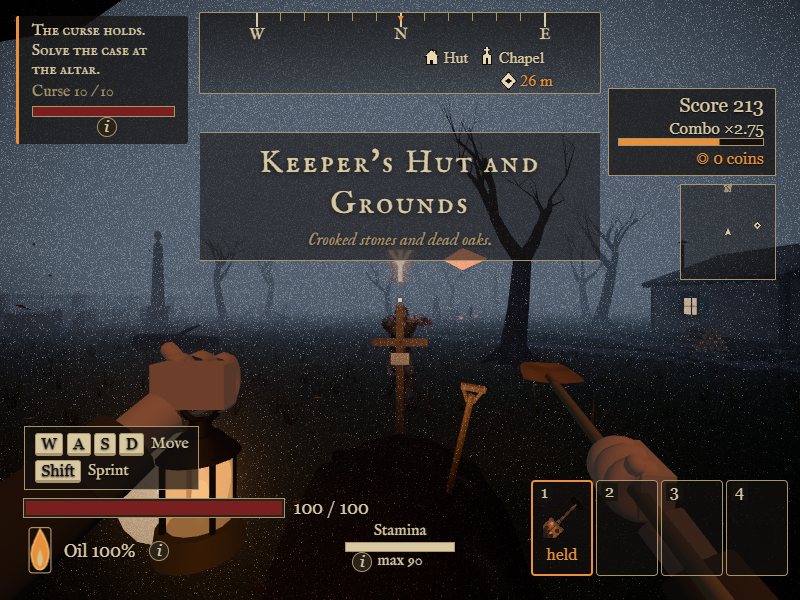 The curse holds.
Solve the case at
the altar.
Curse 10/10
i
W N E
Hut Chapel
26 m
Score 213
Combo ×2.75
0 coins
Keeper's Hut and
Grounds
Crooked stones and dead oaks.
N
W A S D Move
Shift Sprint
100 / 100
Oil 100% i
Stamina
i max 90
1 2 3 4
held